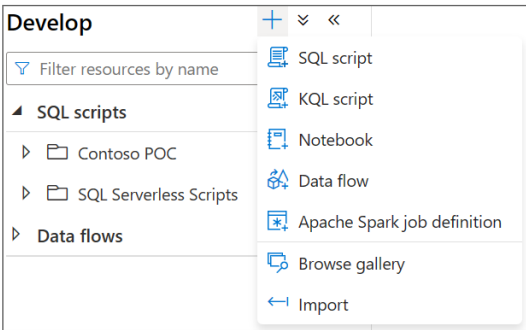 Develop
Filter resources by name
SQL scripts
Contoso POC
SQL Serverless Scripts
Data flows
SQL script
KQL script
Notebook
Data flow
Apache Spark job definition
Browse gallery
Import